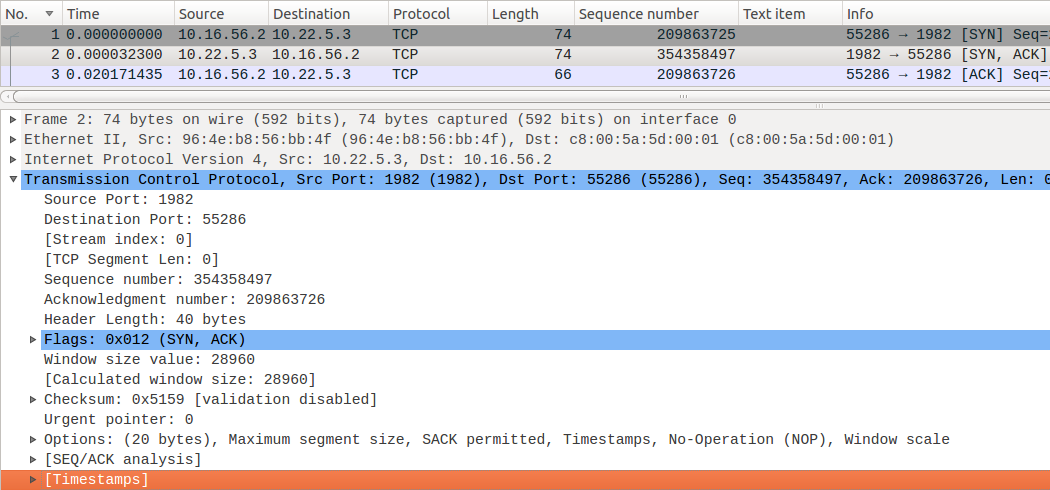 No. Time Source Destination Protocol Length Sequence number Text item Info
1 0.000000000 10.16.56.2 10.22.5.3 TCP 74 209863725 55286 → 1982 [SYN] Seq=
2 0.000032300 10.22.5.3 10.16.56.2 TCP 74 354358497 1982 → 55286 [SYN, ACK]
3 0.020171435 10.16.56.2 10.22.5.3 TCP 66 209863726 55286 → 1982 [ACK] Seq=
Frame 2: 74 bytes on wire (592 bits), 74 bytes captured (592 bits) on interface 0
Ethernet II, Src: 96:4e:b8:56:bb:4f (96:4e:b8:56:bb:4f), Dst: c8:00:5a:5d:00:01 (c8:00:5a:5d:00:01)
Internet Protocol Version 4, Src: 10.22.5.3, Dst: 10.16.56.2
Transmission Control Protocol, Src Port: 1982 (1982), Dst Port: 55286 (55286), Seq: 354358497, Ack: 209863726, Len: 0
Source Port: 1982
Destination Port: 55286
[Stream index: 0]
[TCP Segment Len: 0]
Sequence number: 354358497
Acknowledgment number: 209863726
Header Length: 40 bytes
Flags: 0x012 (SYN, ACK)
Window size value: 28960
[Calculated window size: 28960]
Checksum: 0x5159 [validation disabled]
Urgent pointer: 0
Options: (20 bytes), Maximum segment size, SACK permitted, Timestamps, No-Operation (NOP), Window scale
[SEQ/ACK analysis]
[Timestamps]